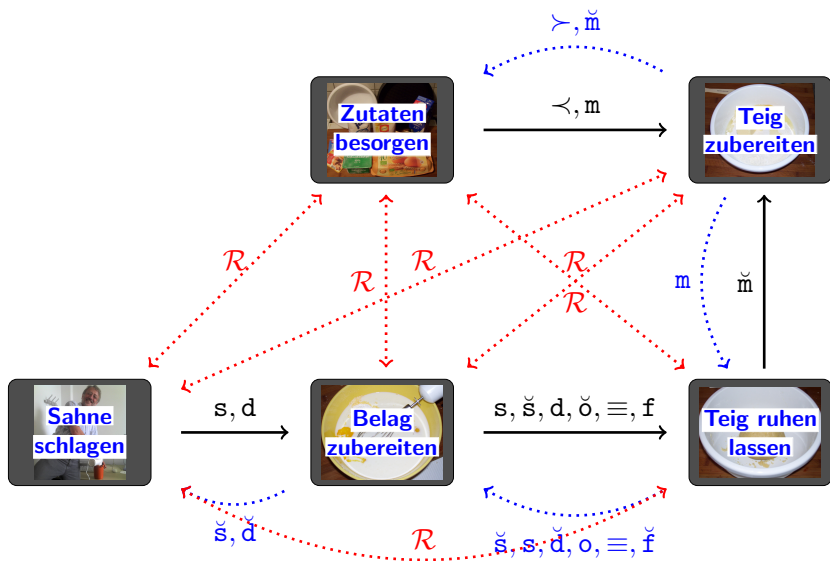 ≻, m̆
Zutaten
besorgen
≺, m
Teig
zubereiten
ℛ
ℛ
ℛ
ℛ
ℛ
m
m̆
Sahne
schlagen
s, d
Belag
zubereiten
s, s̆, d, ŏ, ≡, f
Teig ruhen
lassen
s̆, d̆
ℛ
s̆, s, d̆, o, ≡, f̆